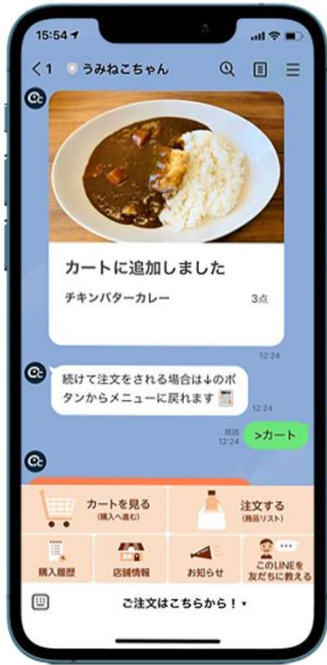 15:54
1 うみねこちゃん
カートに追加しました
チキンバターカレー 3点
12:24
続けて注文をされる場合は↓のボ
タンからメニューに戻れます
12:24
既読
12:24
>カート
カートを見る
(購入へ進む)
注文する
(商品リスト)
購入履歴
店舗情報
お知らせ
このLINEを
友だちに教える
ご注文はこちらから！▾